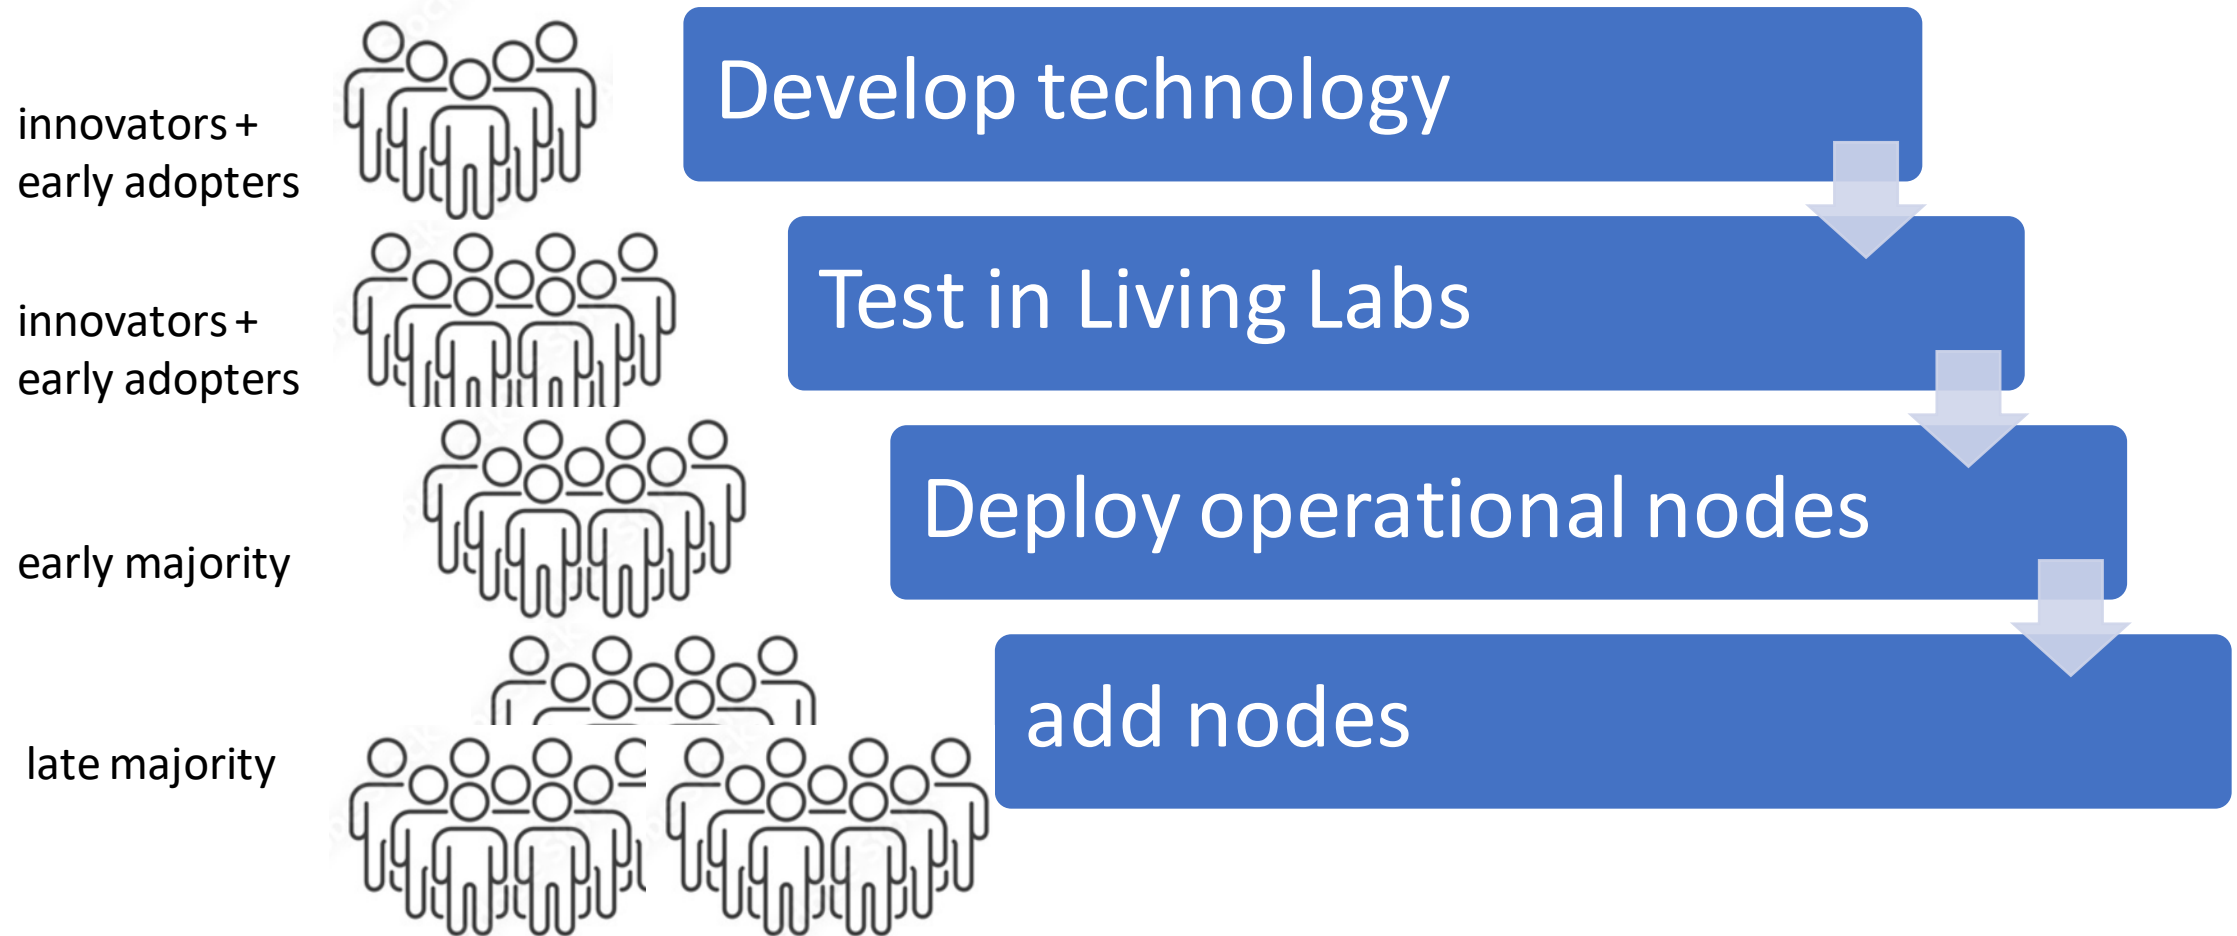 innovators +
early adopters
Develop technology
innovators +
early adopters
Test in Living Labs
early majority
Deploy operational nodes
late majority
add nodes